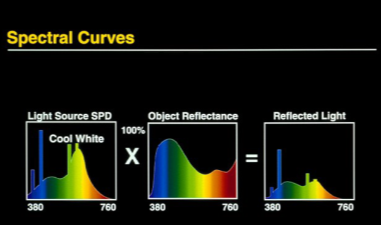 Spectral Curves
Light Source SPD Object Reflectance Reflected Light
Cool White 100%
X =
380 760 380 760 380 760